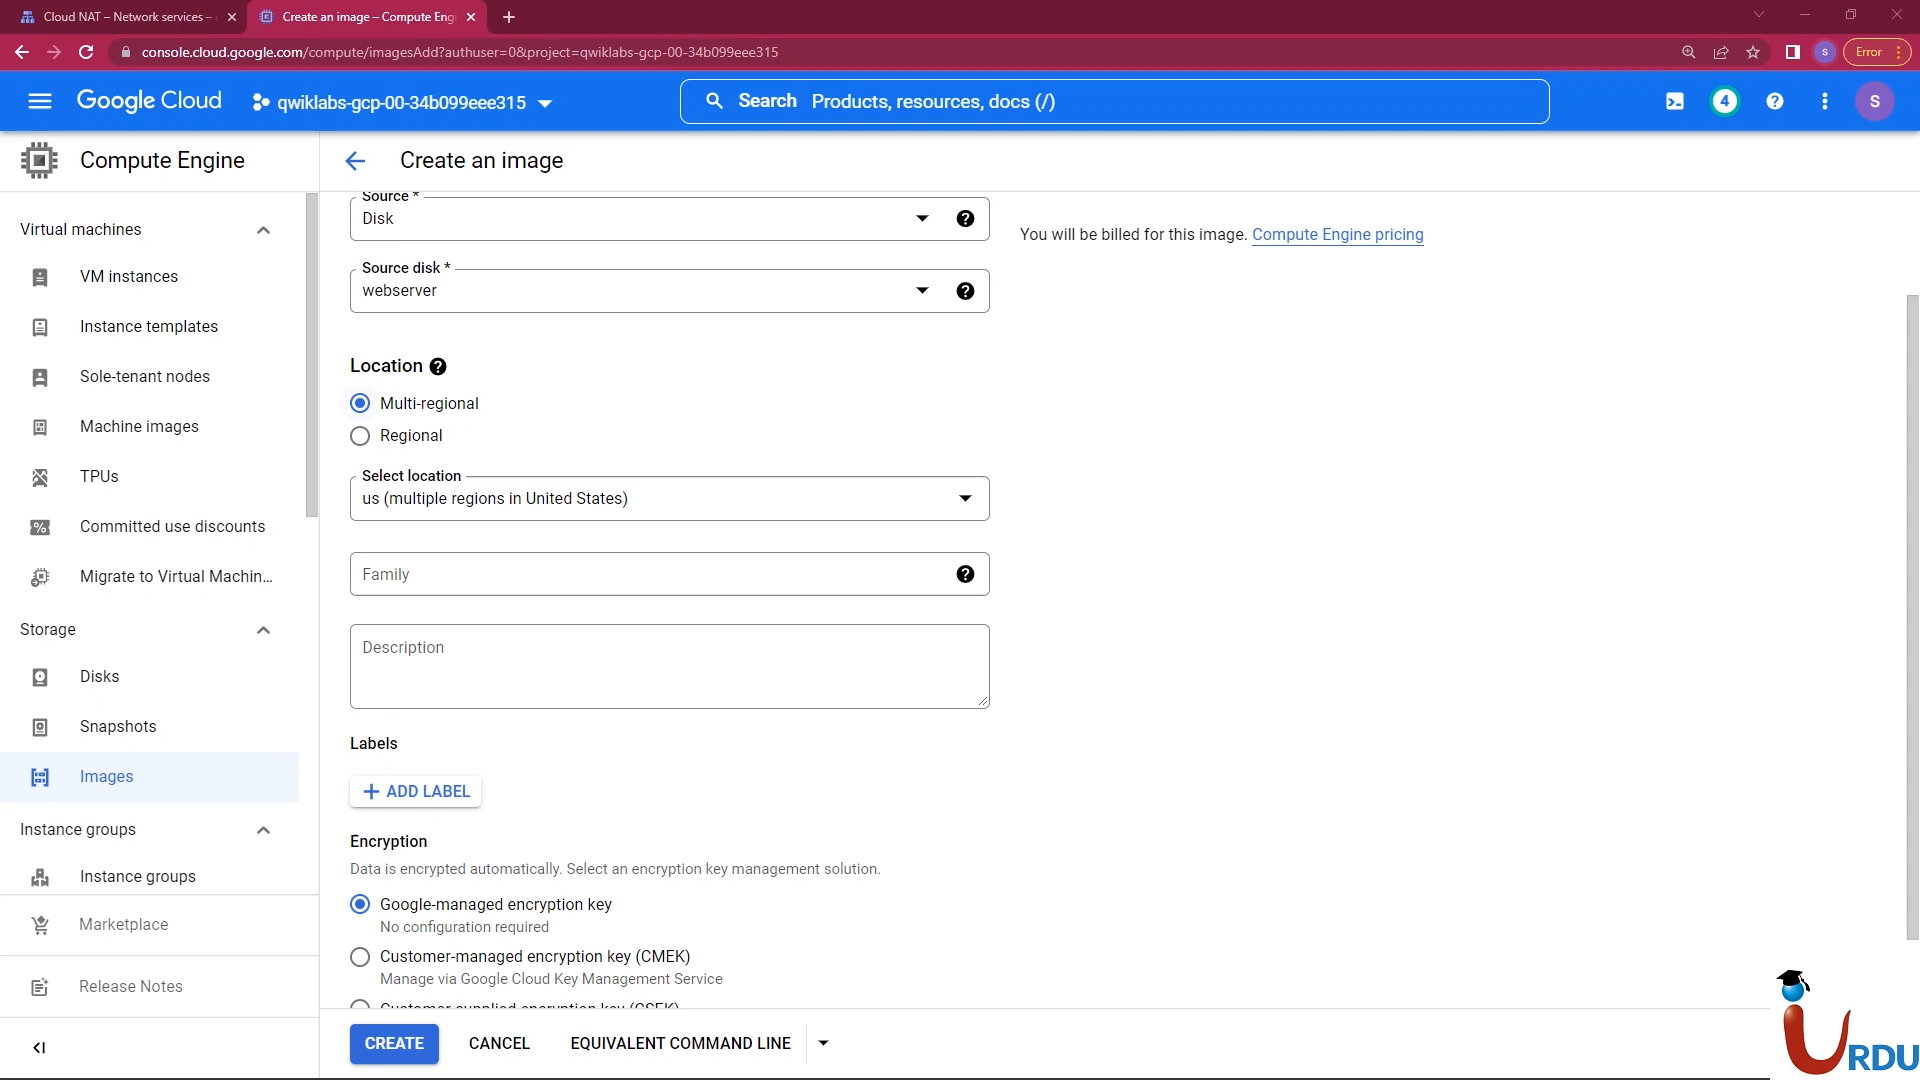 Cloud NAT – Network services –
Create an image – Compute Engi
console.cloud.google.com/compute/imagesAdd?authuser=0&project=qwiklabs-gcp-00-34b099eee315
S
Error
Google Cloud
qwiklabs-gcp-00-34b099eee315
Search Products, resources, docs (/)
4
S
Compute Engine
Create an image
Virtual machines
VM instances
Instance templates
Sole-tenant nodes
Machine images
TPUs
Committed use discounts
Migrate to Virtual Machin...
Storage
Disks
Snapshots
Images
Instance groups
Instance groups
Marketplace
Release Notes
Source *
Disk
You will be billed for this image. Compute Engine pricing
Source disk *
webserver
Location
Multi-regional
Regional
Select location
us (multiple regions in United States)
Family
Description
Labels
ADD LABEL
Encryption
Data is encrypted automatically. Select an encryption key management solution.
Google-managed encryption key
No configuration required
Customer-managed encryption key (CMEK)
Manage via Google Cloud Key Management Service
Customer-supplied encryption key (CSEK)
CREATE
CANCEL
EQUIVALENT COMMAND LINE
iURDU